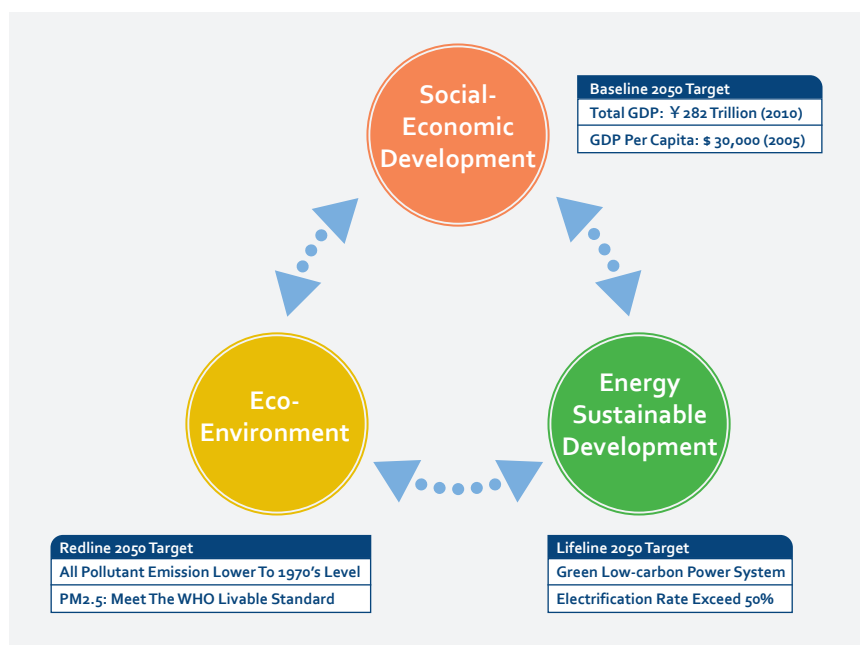 Social-
Economic
Development
Baseline 2050 Target
Total GDP: ¥ 282 Trillion (2010)
GDP Per Capita: $ 30,000 (2005)
Eco-
Environment
Energy
Sustainable
Development
Redline 2050 Target
All Pollutant Emission Lower To 1970's Level
PM2.5: Meet The WHO Livable Standard
Lifeline 2050 Target
Green Low-carbon Power System
Electrification Rate Exceed 50%